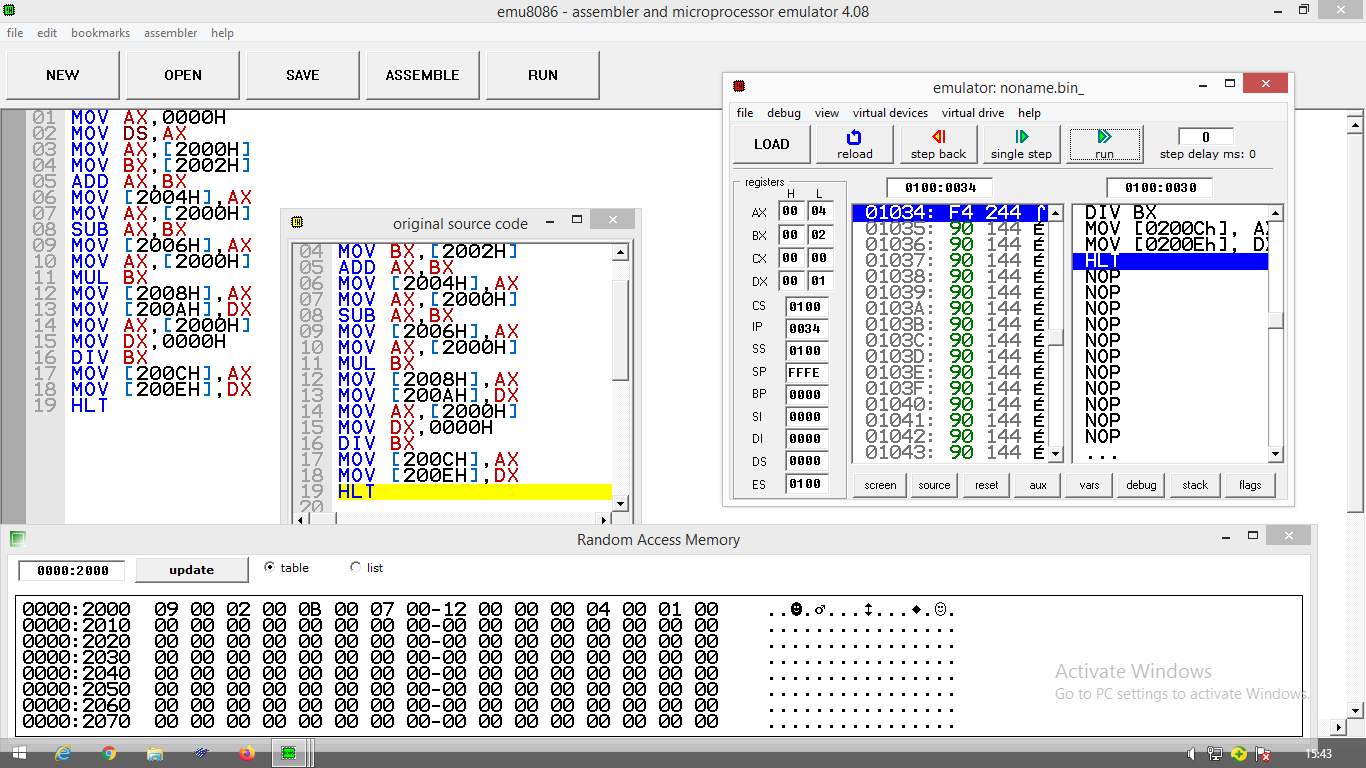 emu8086 - assembler and microprocessor emulator 4.08
file edit bookmarks assembler help
NEW OPEN SAVE ASSEMBLE RUN
01 MOV AX,0000H
02 MOV DS,AX
03 MOV AX,[2000H]
04 MOV BX,[2002H]
05 ADD AX,BX
06 MOV [2004H],AX
07 MOV AX,[2000H]
08 SUB AX,BX
09 MOV [2006H],AX
10 MOV AX,[2000H]
11 MUL BX
12 MOV [2008H],AX
13 MOV [200AH],DX
14 MOV AX,[2000H]
15 MOV DX,0000H
16 DIV BX
17 MOV [200CH],AX
18 MOV [200EH],DX
19 HLT
original source code
04 MOV BX,[2002H]
05 ADD AX,BX
06 MOV [2004H],AX
07 MOV AX,[2000H]
08 SUB AX,BX
09 MOV [2006H],AX
10 MOV AX,[2000H]
11 MUL BX
12 MOV [2008H],AX
13 MOV [200AH],DX
14 MOV AX,[2000H]
15 MOV DX,0000H
16 DIV BX
17 MOV [200CH],AX
18 MOV [200EH],DX
19 HLT
20
emulator: noname.bin_
file debug view virtual devices virtual drive help
LOAD reload step back single step run 0
step delay ms: 0
registers
H L
AX 00 04
BX 00 02
CX 00 00
DX 00 01
CS 0100
IP 0034
SS 0100
SP FFFE
BP 0000
SI 0000
DI 0000
DS 0000
ES 0100
0100:0034
01034: F4 244 ⌠
01035: 90 144 É
01036: 90 144 É
01037: 90 144 É
01038: 90 144 É
01039: 90 144 É
0103A: 90 144 É
0103B: 90 144 É
0103C: 90 144 É
0103D: 90 144 É
0103E: 90 144 É
0103F: 90 144 É
01040: 90 144 É
01041: 90 144 É
01042: 90 144 É
01043: 90 144 É
0100:0030
DIV BX
MOV [0200Ch], A
MOV [0200Eh], D
HLT
NOP
NOP
NOP
NOP
NOP
NOP
NOP
NOP
NOP
NOP
NOP
...
screen source reset aux vars debug stack flags
Random Access Memory
0000:2000 update table list
0000:2000 09 00 02 00 0B 00 07 00-12 00 00 00 04 00 01 00 ..☻.♂...↕...♦.☺.
0000:2010 00 00 00 00 00 00 00 00-00 00 00 00 00 00 00 00 ................
0000:2020 00 00 00 00 00 00 00 00-00 00 00 00 00 00 00 00 ................
0000:2030 00 00 00 00 00 00 00 00-00 00 00 00 00 00 00 00 ................
0000:2040 00 00 00 00 00 00 00 00-00 00 00 00 00 00 00 00 ................
0000:2050 00 00 00 00 00 00 00 00-00 00 00 00 00 00 00 00 ................
0000:2060 00 00 00 00 00 00 00 00-00 00 00 00 00 00 00 00 ................
0000:2070 00 00 00 00 00 00 00 00-00 00 00 00 00 00 00 00 ................
Activate Windows
Go to PC settings to activate Windows.
15:43